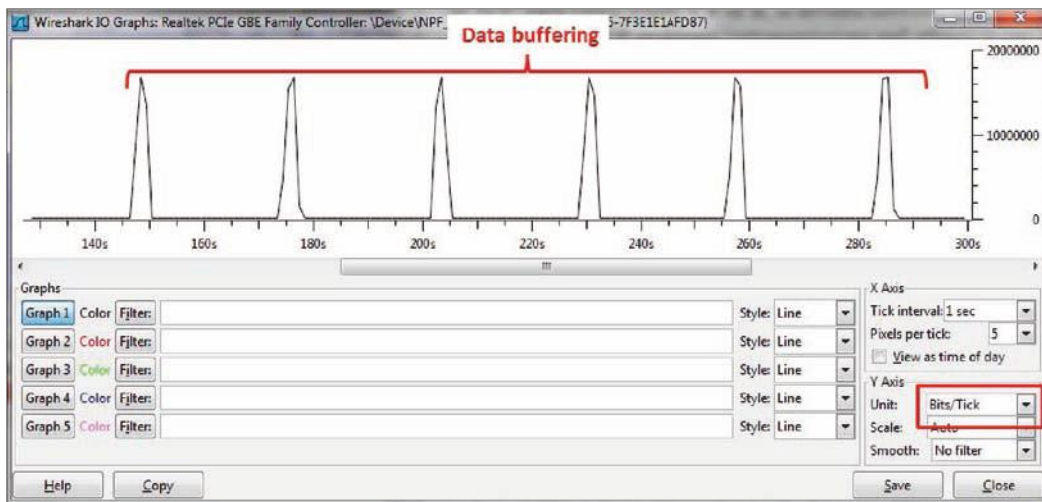 Wireshark IO Graphs: Realtek PCIe GBE Family Controller: \Device\NPF_ 5-7F3E1E1AFD87)
Data buffering
20000000
10000000
0
140s 160s 180s 200s 220s 240s 260s 280s 300s
Graphs
Graph 1 Color Filter: Style: Line
Graph 2 Color Filter: Style: Line
Graph 3 Color Filter: Style: Line
Graph 4 Color Filter: Style: Line
Graph 5 Color Filter: Style: Line
X Axis
Tick interval: 1 sec
Pixels per tick: 5
View as time of day
Y Axis
Unit: Bits/Tick
Scale: Auto
Smooth: No filter
Help Copy Save Close